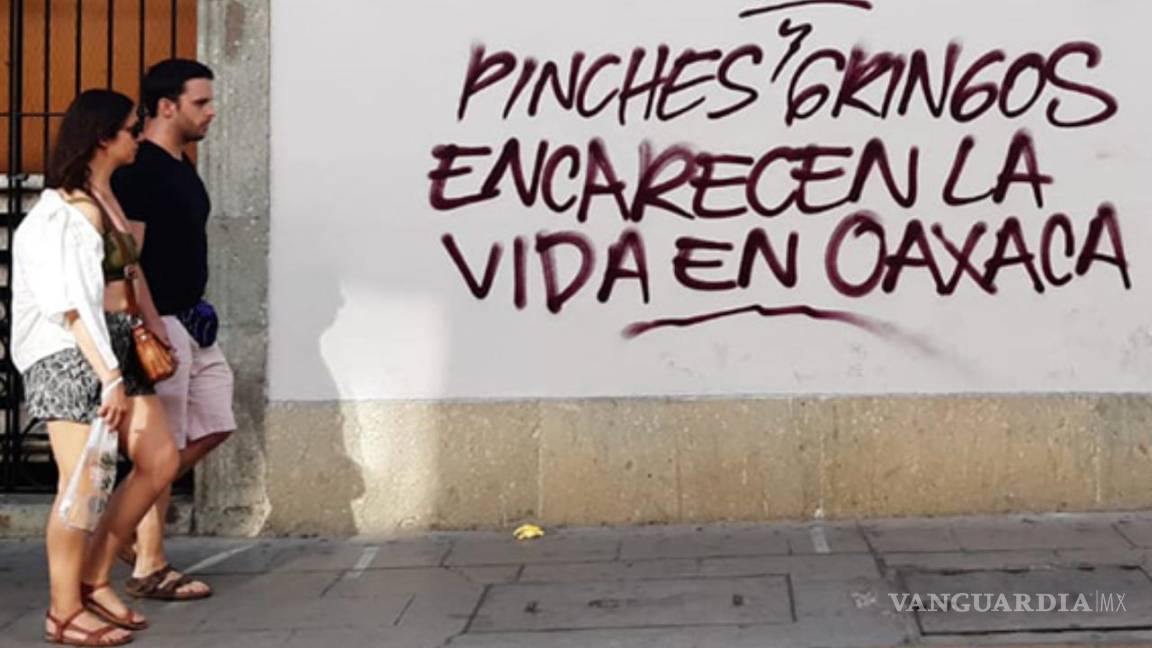 PINCHES Y GRINGOS
ENCARECEN LA
VIDA EN OAXACA
VANGUARDIA|MX